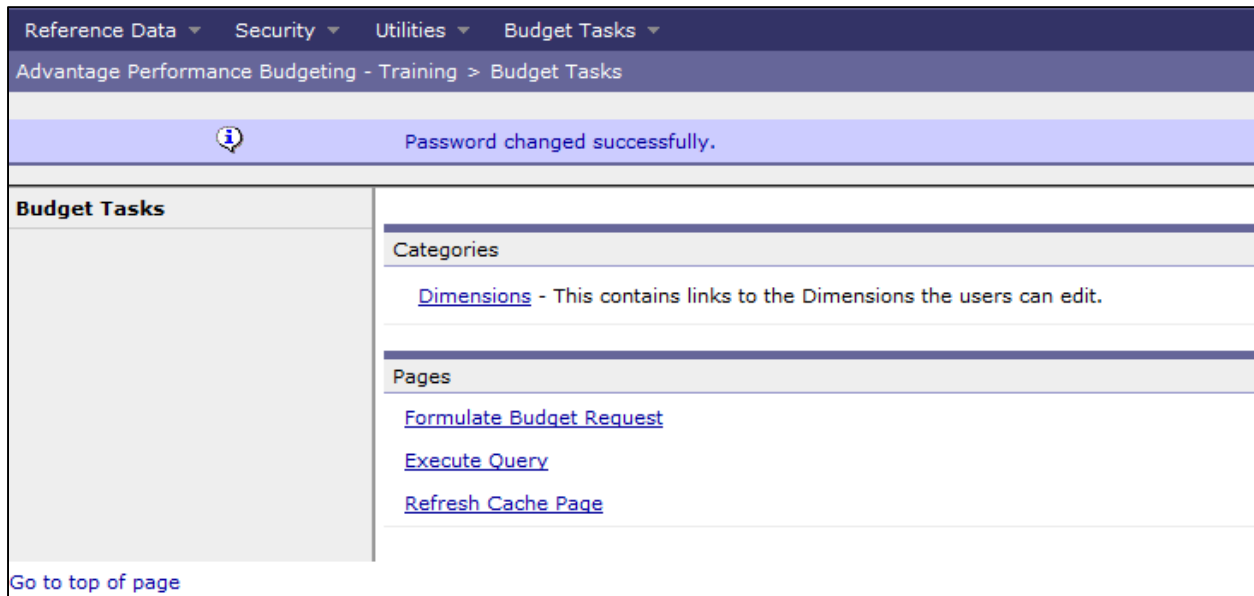 Reference Data Security Utilities Budget Tasks
Advantage Performance Budgeting - Training > Budget Tasks
Password changed successfully.
Budget Tasks
Categories
Dimensions - This contains links to the Dimensions the users can edit.
Pages
Formulate Budget Request
Execute Query
Refresh Cache Page
Go to top of page